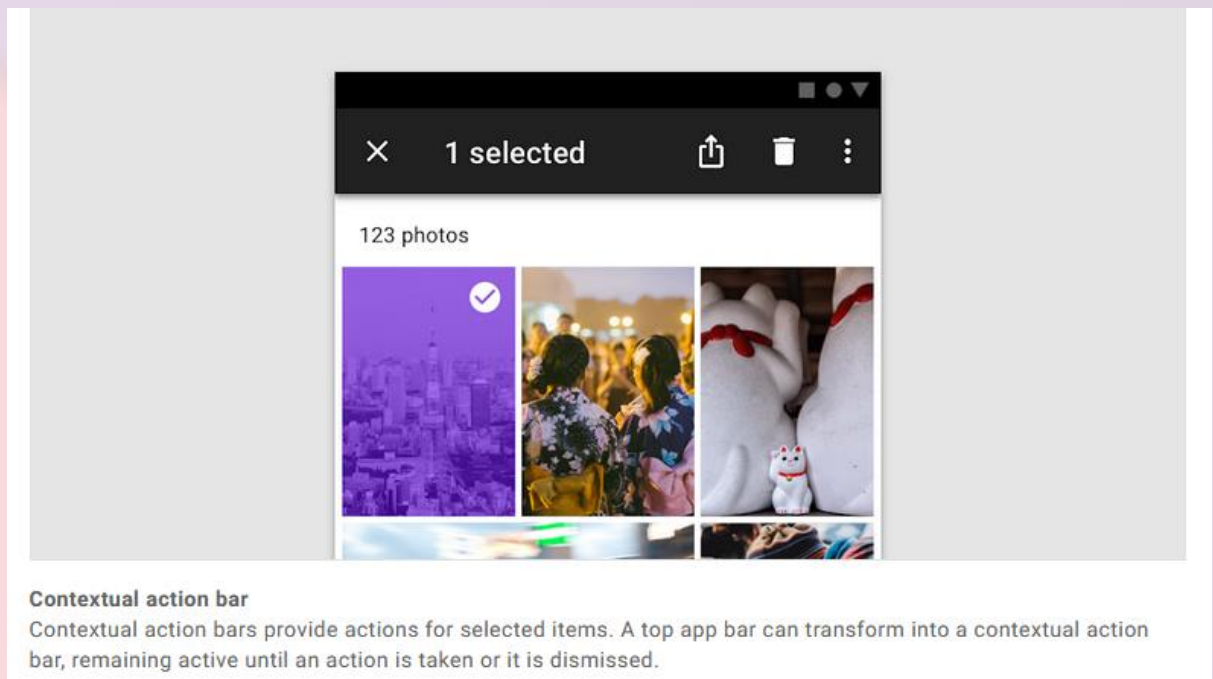 1 selected
123 photos
Contextual action bar
Contextual action bars provide actions for selected items. A top app bar can transform into a contextual action
bar, remaining active until an action is taken or it is dismissed.